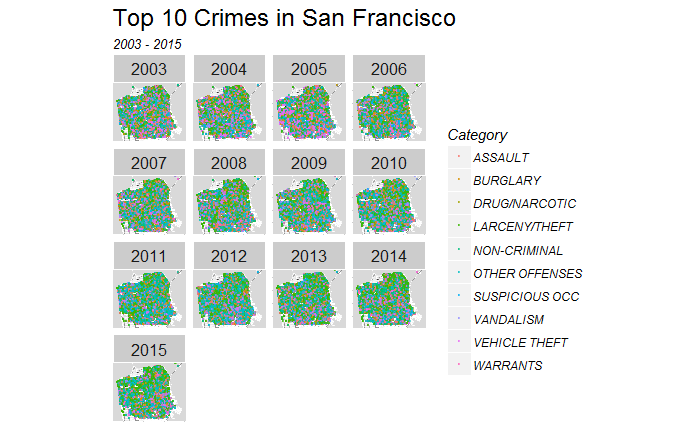 Top 10 Crimes in San Francisco
2003 - 2015
2003 2004 2005 2006
2007 2008 2009 2010
2011 2012 2013 2014
2015
Category
ASSAULT
BURGLARY
DRUG/NARCOTIC
LARCENY/THEFT
NON-CRIMINAL
OTHER OFFENSES
SUSPICIOUS OCC
VANDALISM
VEHICLE THEFT
WARRANTS